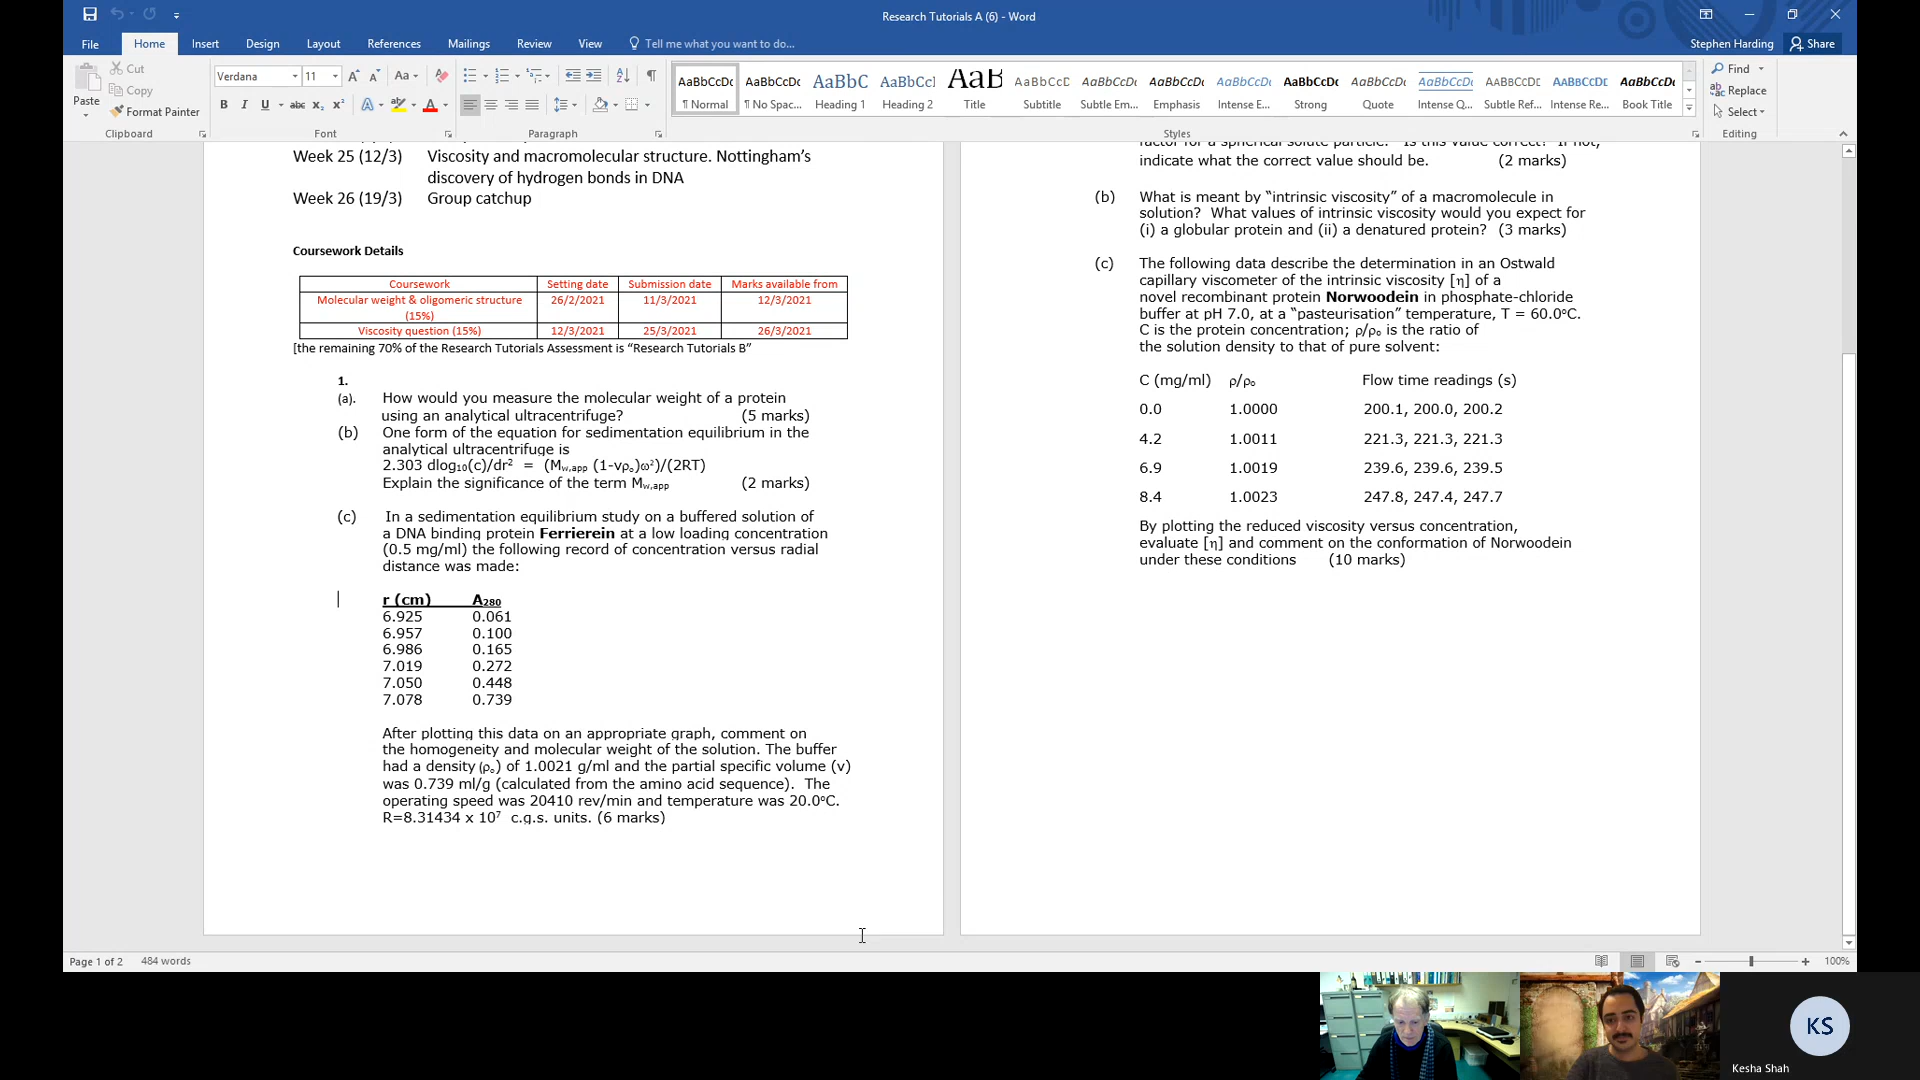 Research Tutorials A (6) - Word
File Home Insert Design Layout References Mailings Review View Tell me what you want to do... Stephen Harding Share
Paste Cut Copy Format Painter Clipboard
Verdana 11 Font
Paragraph
AaBbCcDc AaBbCcDc AaBbC AaBbCcI AaB AaBbCcD AaBbCcDc AaBbCcDc AaBbCcDc AaBbCcDc AaBbCcDc AaBbCcDc AaBbCcDc AaBbCcDc AaBbCcDc
¶ Normal ¶ No Spac... Heading 1 Heading 2 Title Subtitle Subtle Em... Emphasis Intense E... Strong Quote Intense Q... Subtle Ref... Intense Re... Book Title
Styles
Find Replace Select Editing
Week 25 (12/3) Viscosity and macromolecular structure. Nottingham's
discovery of hydrogen bonds in DNA
Week 26 (19/3) Group catchup
Coursework Details
Coursework Setting date Submission date Marks available from
Molecular weight & oligomeric structure (15%) 26/2/2021 11/3/2021 12/3/2021
Viscosity question (15%) 12/3/2021 25/3/2021 26/3/2021
[the remaining 70% of the Research Tutorials Assessment is "Research Tutorials B"
1.
(a). How would you measure the molecular weight of a protein
using an analytical ultracentrifuge? (5 marks)
(b) One form of the equation for sedimentation equilibrium in the
analytical ultracentrifuge is
2.303 dlog₁₀(c)/dr² = (Mw,app (1-vρₒ)ω²)/(2RT)
Explain the significance of the term Mw,app (2 marks)
(c) In a sedimentation equilibrium study on a buffered solution of
a DNA binding protein Ferrierein at a low loading concentration
(0.5 mg/ml) the following record of concentration versus radial
distance was made:
r (cm) A₂₈₀
6.925 0.061
6.957 0.100
6.986 0.165
7.019 0.272
7.050 0.448
7.078 0.739
After plotting this data on an appropriate graph, comment on
the homogeneity and molecular weight of the solution. The buffer
had a density (ρₒ) of 1.0021 g/ml and the partial specific volume (v)
was 0.739 ml/g (calculated from the amino acid sequence). The
operating speed was 20410 rev/min and temperature was 20.0°C.
R=8.31434 x 10⁷ c.g.s. units. (6 marks)
factor for a spherical solute particle? Is this value correct? If not,
indicate what the correct value should be. (2 marks)
(b) What is meant by "intrinsic viscosity" of a macromolecule in
solution? What values of intrinsic viscosity would you expect for
(i) a globular protein and (ii) a denatured protein? (3 marks)
(c) The following data describe the determination in an Ostwald
capillary viscometer of the intrinsic viscosity [η] of a
novel recombinant protein Norwoodein in phosphate-chloride
buffer at pH 7.0, at a "pasteurisation" temperature, T = 60.0°C.
C is the protein concentration; ρ/ρₒ is the ratio of
the solution density to that of pure solvent:
C (mg/ml) ρ/ρₒ Flow time readings (s)
0.0 1.0000 200.1, 200.0, 200.2
4.2 1.0011 221.3, 221.3, 221.3
6.9 1.0019 239.6, 239.6, 239.5
8.4 1.0023 247.8, 247.4, 247.7
By plotting the reduced viscosity versus concentration,
evaluate [η] and comment on the conformation of Norwoodein
under these conditions (10 marks)
Page 1 of 2 484 words 100%
KS
Kesha Shah